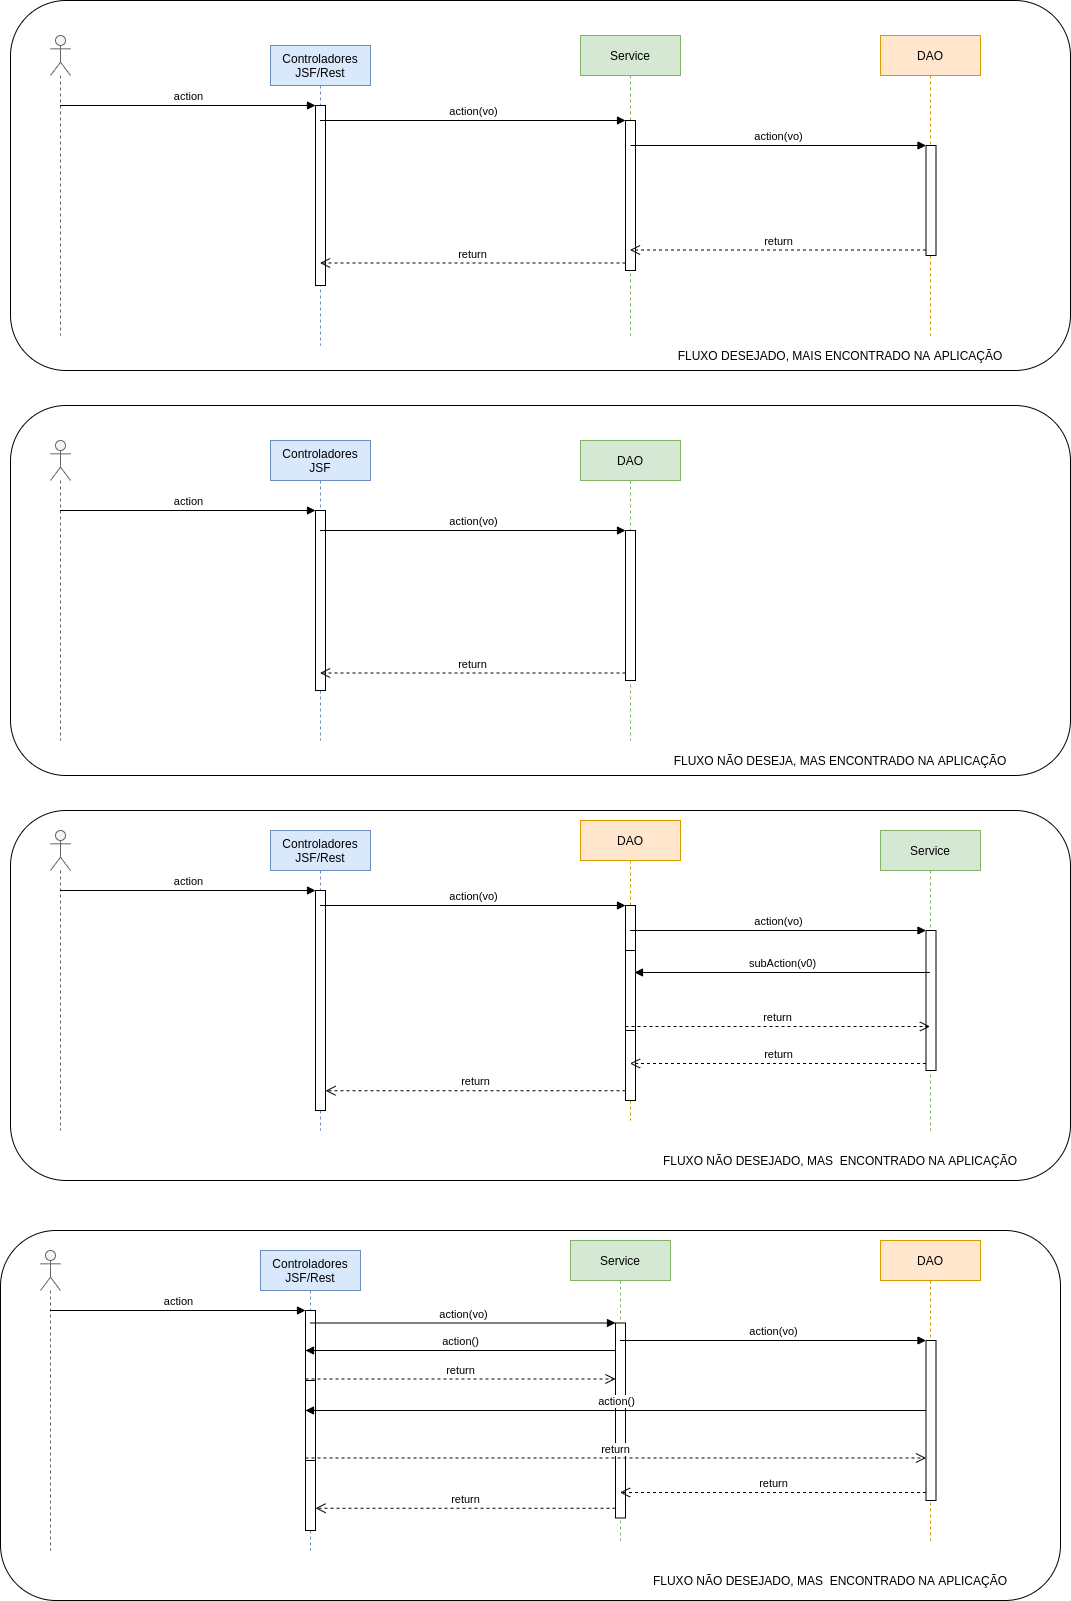 Controladores
JSF/Rest
Service
DAO
action
action(vo)
action(vo)
return
return
FLUXO DESEJADO, MAIS ENCONTRADO NA APLICAÇÃO
Controladores
JSF
DAO
action
action(vo)
return
FLUXO NÃO DESEJA, MAS ENCONTRADO NA APLICAÇÃO
Controladores
JSF/Rest
DAO
Service
action
action(vo)
action(vo)
subAction(v0)
return
return
return
FLUXO NÃO DESEJADO, MAS  ENCONTRADO NA APLICAÇÃO
Controladores
JSF/Rest
Service
DAO
action
action(vo)
action(vo)
action()
return
action()
return
return
return
FLUXO NÃO DESEJADO, MAS  ENCONTRADO NA APLICAÇÃO